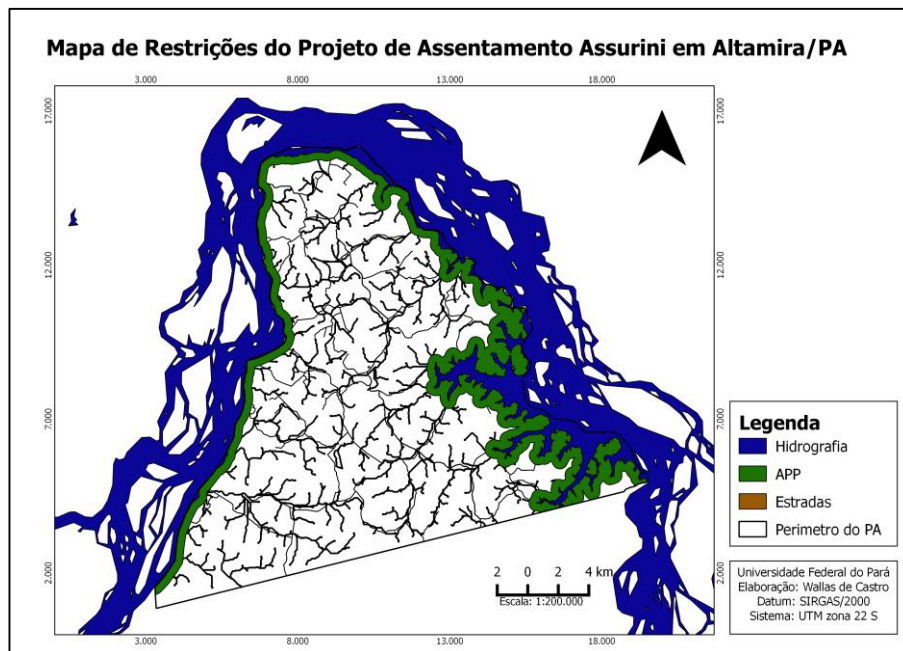 Mapa de Restrições do Projeto de Assentamento Assurini em Altamira/PA
3.000 8.000 13.000 18.000
17.000 17.000
12.000 12.000
7.000 7.000
2.000 2.000
Legenda
Hidrografia
APP
Estradas
Perimetro do PA
2 0 2 4 km
Escala: 1:200.000
Universidade Federal do Pará
Elaboração: Wallas de Castro
Datum: SIRGAS/2000
Sistema: UTM zona 22 S
3.000 8.000 13.000 18.000